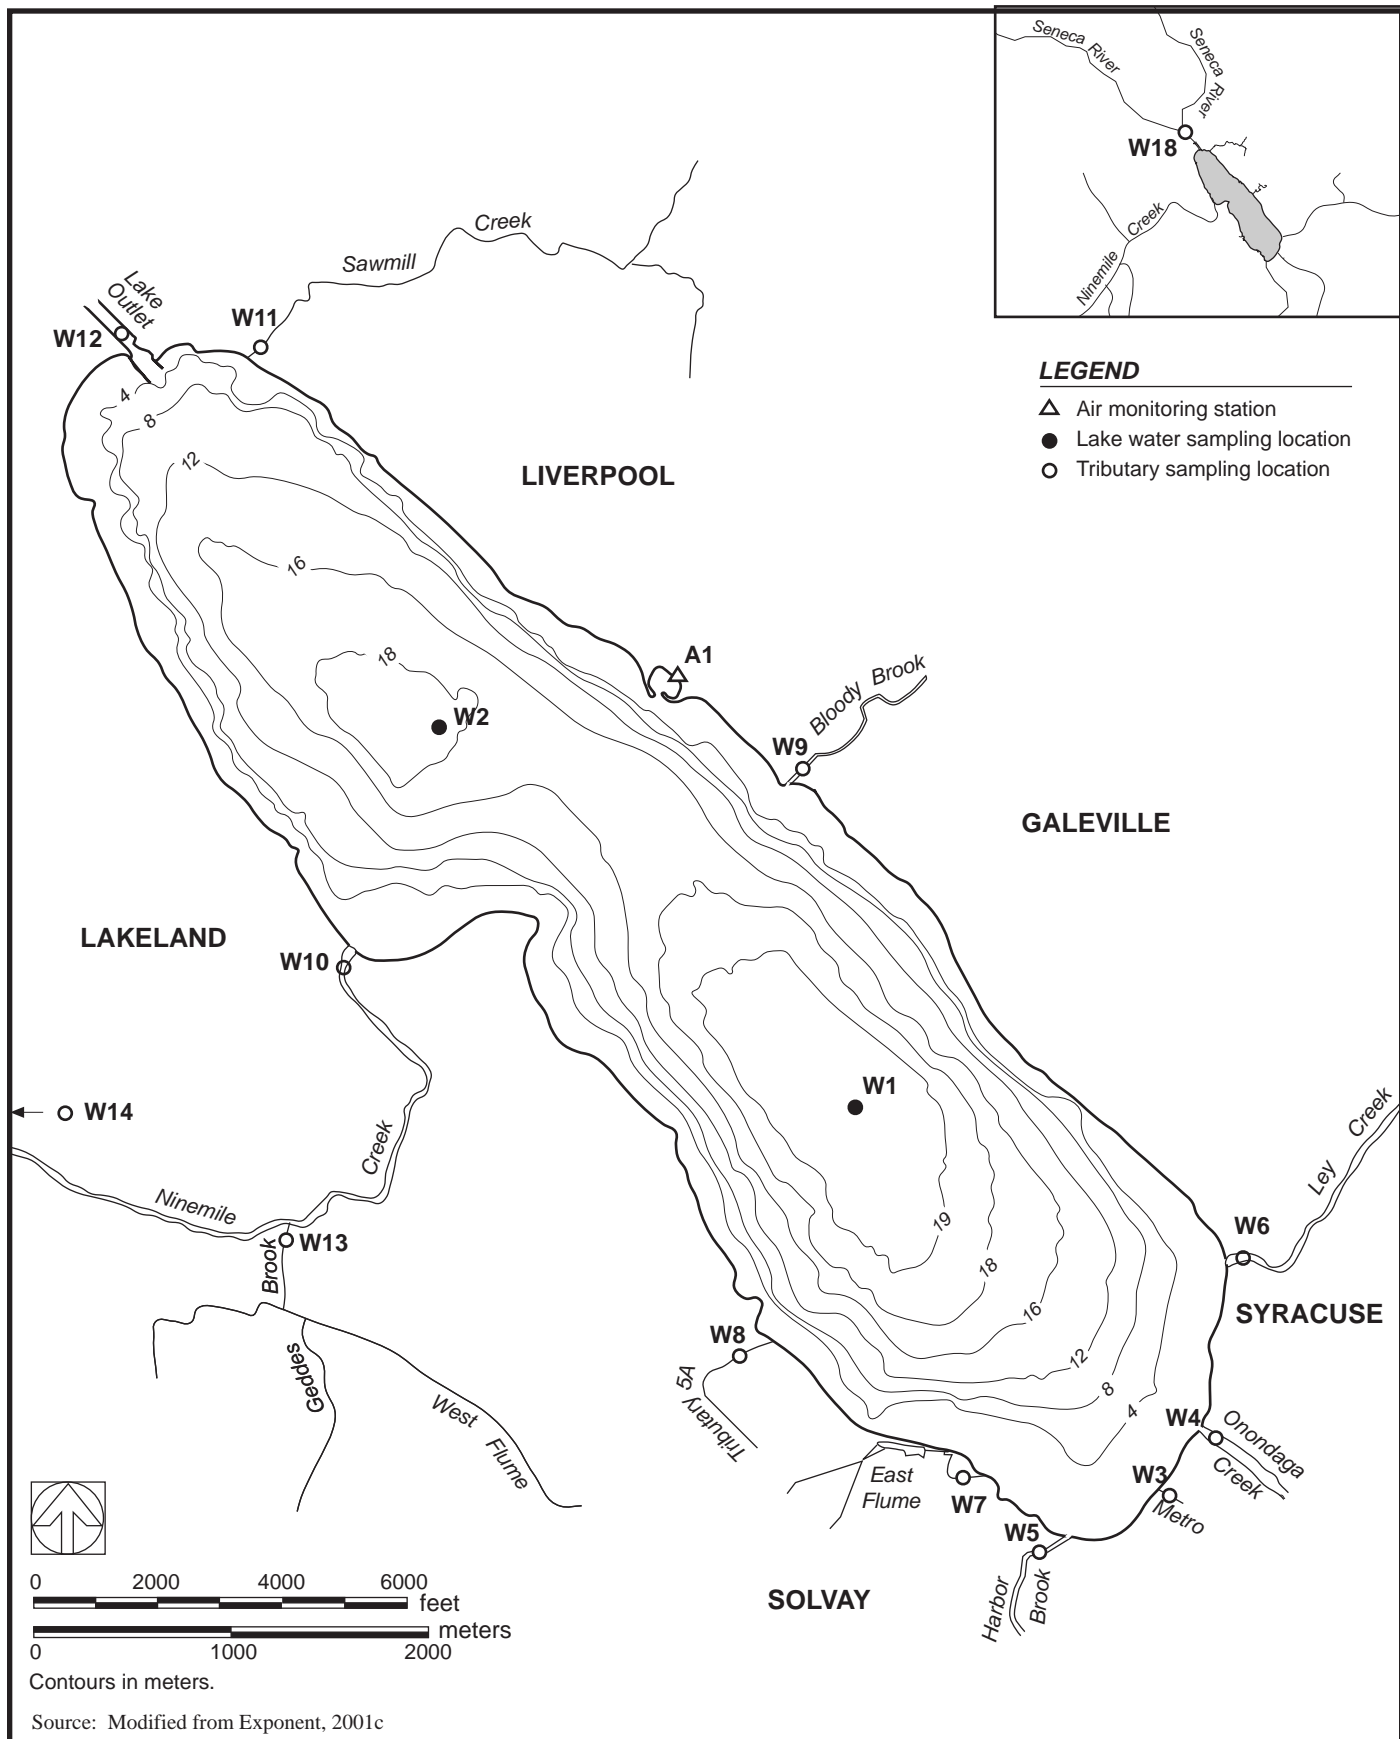 Seneca River
Seneca River
W18
Ninemile Creek
Sawmill Creek
Lake
Outlet
W12
W11
LEGEND
Air monitoring station
Lake water sampling location
Tributary sampling location
4
8
12
LIVERPOOL
16
18
A1
W2
Bloody Brook
W9
GALEVILLE
LAKELAND
W10
W1
W14
Ninemile Creek
W13
Brook
Geddes
West Flume
Ley Creek
W6
SYRACUSE
19
18
16
12
8
4
W8
Tributary 5A
W4
Onondaga
Creek
W3
Metro
East
Flume
W7
W5
Harbor
Brook
SOLVAY
0 2000 4000 6000
feet
meters
0 1000 2000
Contours in meters.
Source: Modified from Exponent, 2001c